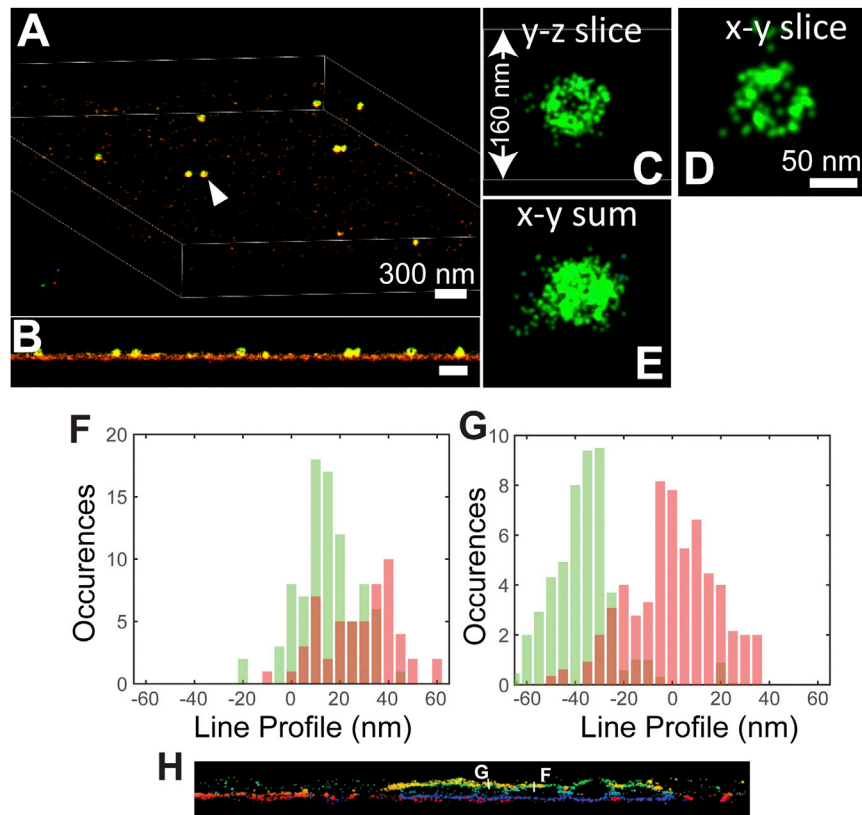 A
300 nm
B
y-z slice
160 nm
C
x-y slice
D
50 nm
x-y sum
E
F
20
15
10
5
0
Occurences
-60 -40 -20 0 20 40 60
Line Profile (nm)
G
10
8
6
4
2
0
Occurences
-60 -40 -20 0 20 40 60
Line Profile (nm)
H
G F